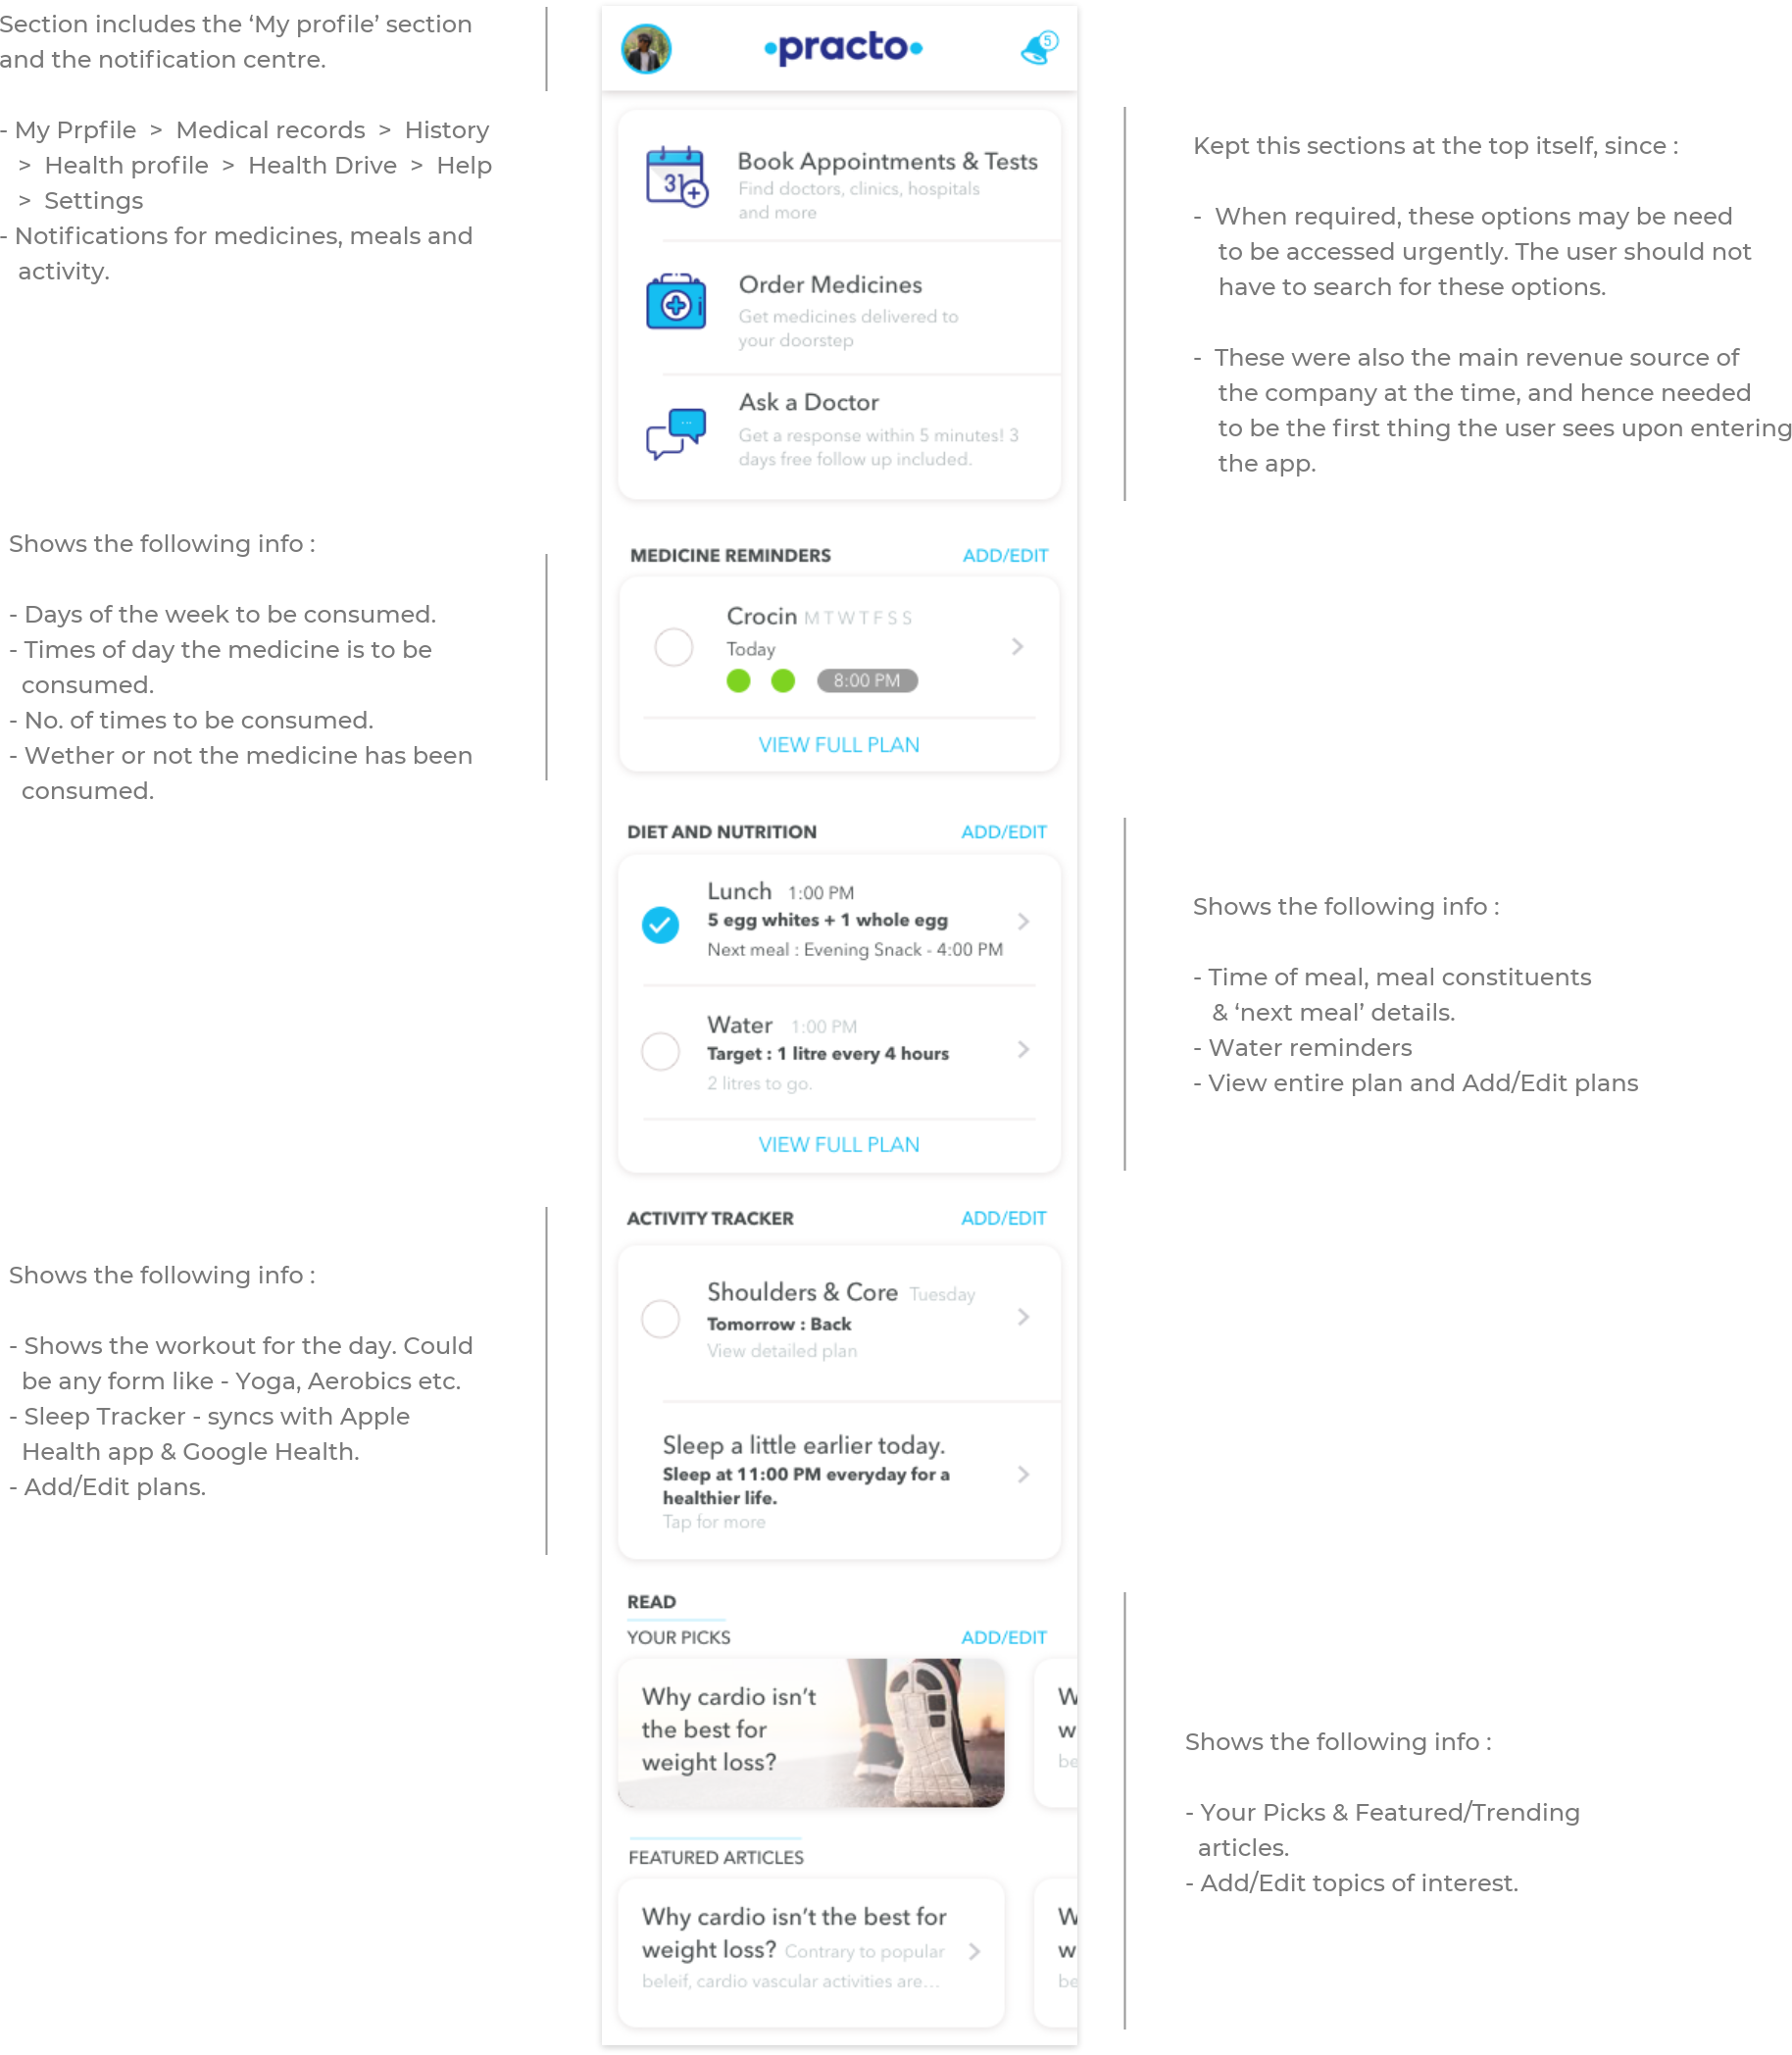 Section includes the ‘My profile’ section
and the notification centre.
- My Prpfile > Medical records > History
> Health profile > Health Drive > Help
> Settings
- Notifications for medicines, meals and
activity.
•practo•
5
31
Book Appointments & Tests
Find doctors, clinics, hospitals
and more
Order Medicines
Get medicines delivered to
your doorstep
Ask a Doctor
Get a response within 5 minutes! 3
days free follow up included.
Kept this sections at the top itself, since :
- When required, these options may be need
to be accessed urgently. The user should not
have to search for these options.
- These were also the main revenue source of
the company at the time, and hence needed
to be the first thing the user sees upon entering
the app.
Shows the following info :
- Days of the week to be consumed.
- Times of day the medicine is to be
consumed.
- No. of times to be consumed.
- Wether or not the medicine has been
consumed.
MEDICINE REMINDERS ADD/EDIT
Crocin M T W T F S S
Today
8:00 PM
VIEW FULL PLAN
DIET AND NUTRITION ADD/EDIT
Lunch 1:00 PM
5 egg whites + 1 whole egg
Next meal : Evening Snack - 4:00 PM
Water 1:00 PM
Target : 1 litre every 4 hours
2 litres to go.
VIEW FULL PLAN
Shows the following info :
- Time of meal, meal constituents
& ‘next meal’ details.
- Water reminders
- View entire plan and Add/Edit plans
Shows the following info :
- Shows the workout for the day. Could
be any form like - Yoga, Aerobics etc.
- Sleep Tracker - syncs with Apple
Health app & Google Health.
- Add/Edit plans.
ACTIVITY TRACKER ADD/EDIT
Shoulders & Core Tuesday
Tomorrow : Back
View detailed plan
Sleep a little earlier today.
Sleep at 11:00 PM everyday for a
healthier life.
Tap for more
READ
YOUR PICKS ADD/EDIT
Why cardio isn’t
the best for
weight loss?
W
w
be
FEATURED ARTICLES
Why cardio isn’t the best for
weight loss? Contrary to popular
beleif, cardio vascular activities are...
W
w
be
Shows the following info :
- Your Picks & Featured/Trending
articles.
- Add/Edit topics of interest.